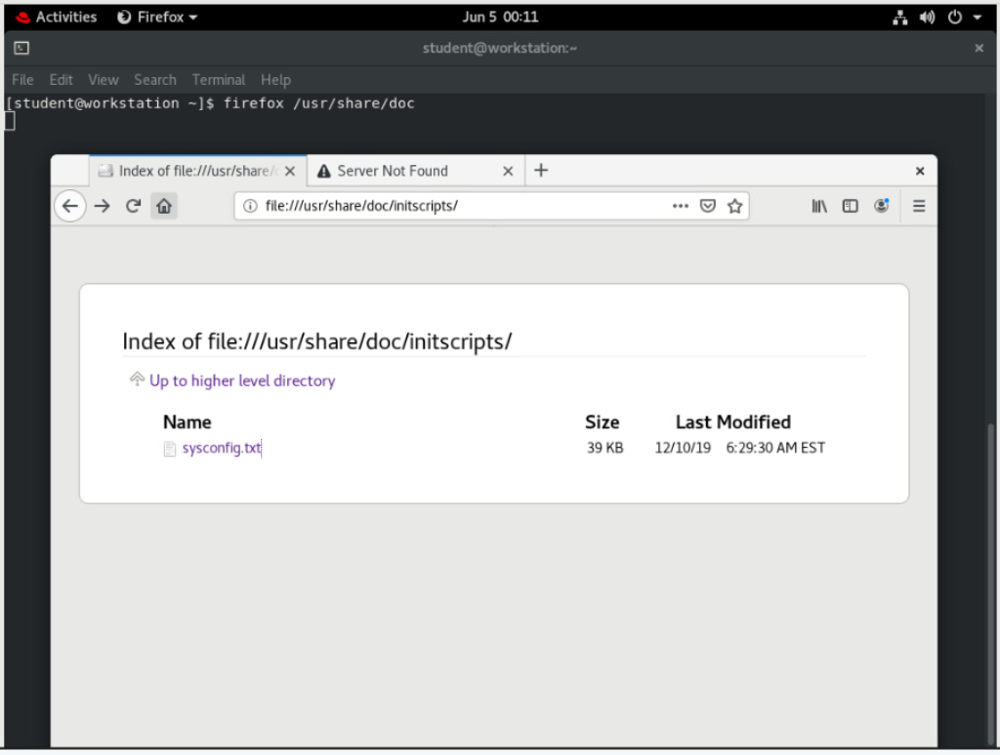 Activities Firefox Jun 5 00:11
student@workstation:~
File Edit View Search Terminal Help
[student@workstation ~]$ firefox /usr/share/doc
Index of file:///usr/share/d Server Not Found
file:///usr/share/doc/initscripts/
Index of file:///usr/share/doc/initscripts/
Up to higher level directory
Name Size Last Modified
sysconfig.txt 39 KB 12/10/19 6:29:30 AM EST